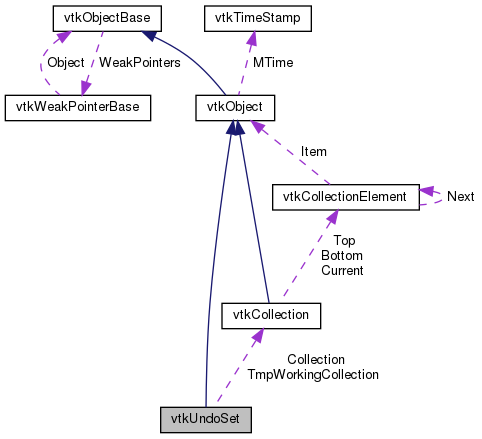 vtkObjectBase
vtkTimeStamp
Object
WeakPointers
MTime
vtkWeakPointerBase
vtkObject
Item
vtkCollectionElement
Next
Top
Bottom
Current
vtkCollection
Collection
TmpWorkingCollection
vtkUndoSet